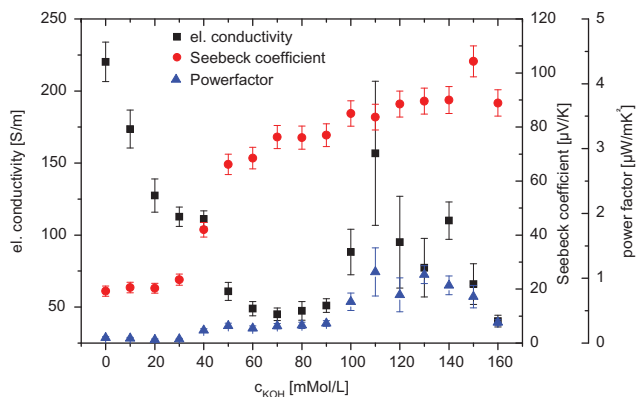 250
200
150
100
50
el. conductivity [S/m]
el. conductivity
Seebeck coefficient
Powerfactor
0 20 40 60 80 100 120 140 160
c_KOH [mMol/L]
120
100
80
60
40
20
0
Seebeck coefficient [µV/K]
5
4
3
2
1
0
power factor [µW/mK²]